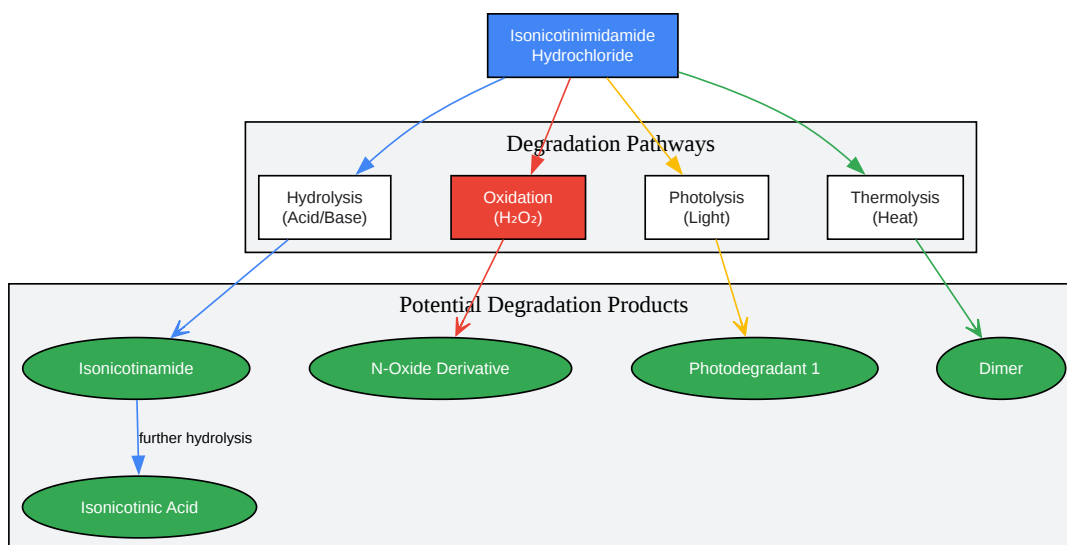 Isonicotinimidamide
Hydrochloride
Degradation Pathways
Hydrolysis
(Acid/Base)
Oxidation
(H₂O₂)
Photolysis
(Light)
Thermolysis
(Heat)
Potential Degradation Products
Isonicotinamide
N-Oxide Derivative
Photodegradant 1
Dimer
further hydrolysis
Isonicotinic Acid